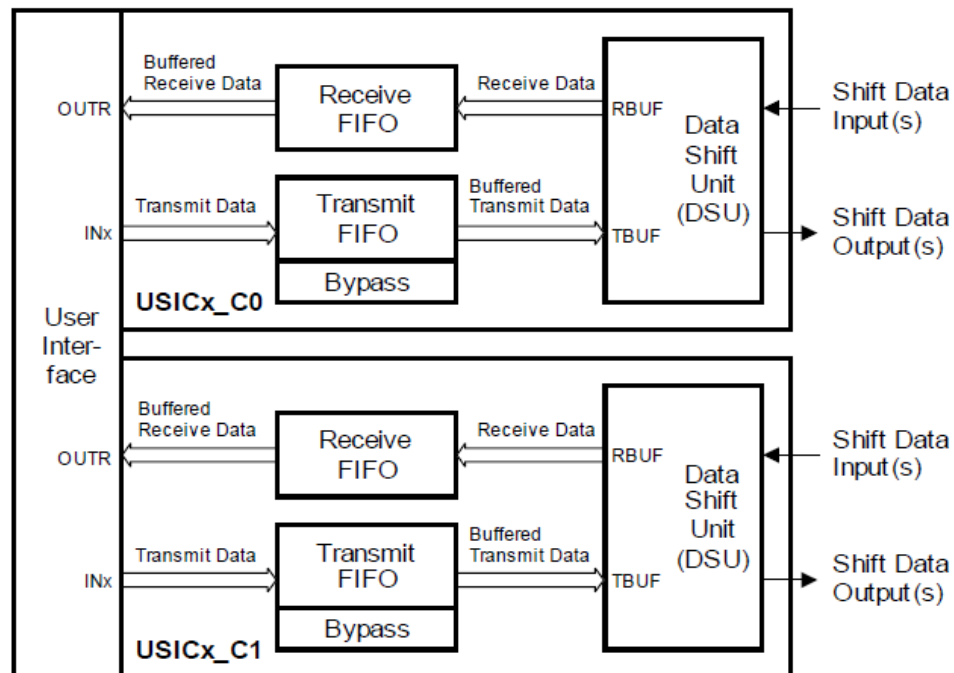 Buffered
Receive Data
Receive Data
OUTR
Receive
FIFO
RBUF
Data
Shift
Unit
(DSU)
Shift Data
Input(s)
Transmit Data
Buffered
Transmit Data
INx
Transmit
FIFO
TBUF
Shift Data
Output(s)
Bypass
USICx_C0
User
Inter-
face
Buffered
Receive Data
Receive Data
OUTR
Receive
FIFO
RBUF
Data
Shift
Unit
(DSU)
Shift Data
Input(s)
Transmit Data
Buffered
Transmit Data
INx
Transmit
FIFO
TBUF
Shift Data
Output(s)
Bypass
USICx_C1